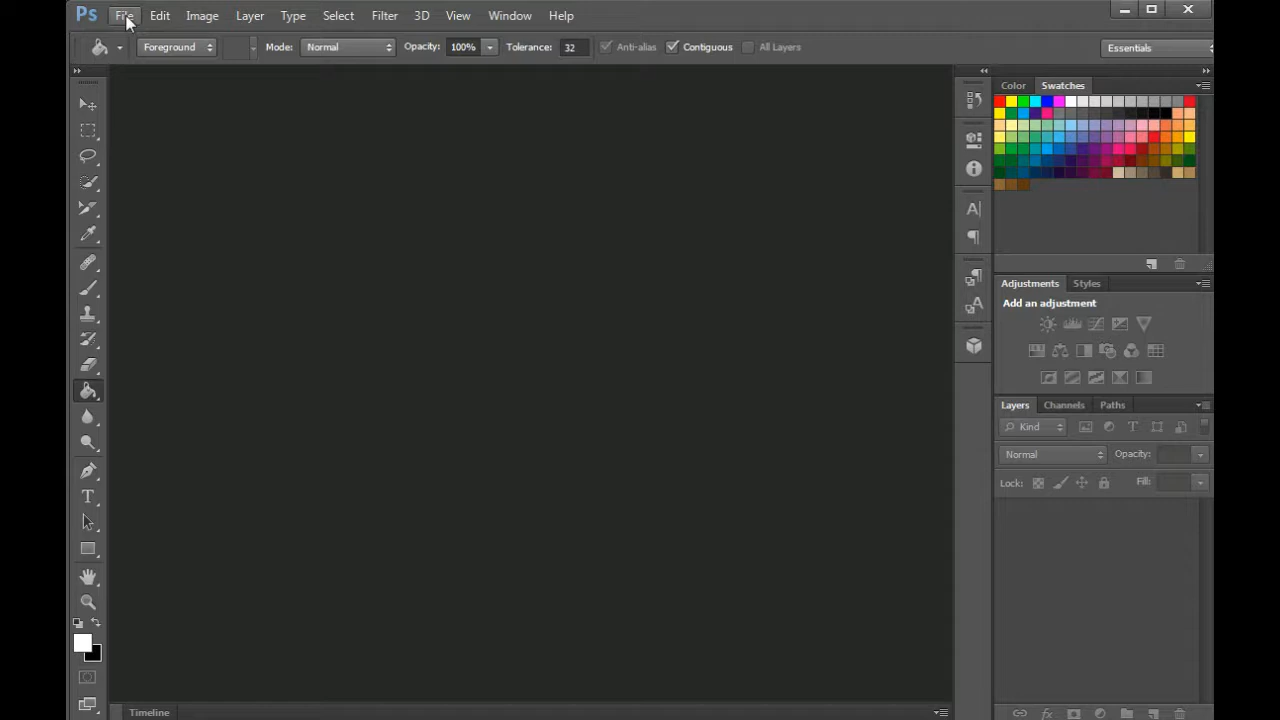 Ps File Edit Image Layer Type Select Filter 3D View Window Help
Foreground Mode: Normal Opacity: 100% Tolerance: 32 Anti-alias Contiguous All Layers Essentials
Color Swatches
Adjustments Styles
Add an adjustment
Layers Channels Paths
Kind
Normal Opacity:
Lock: Fill:
Timeline